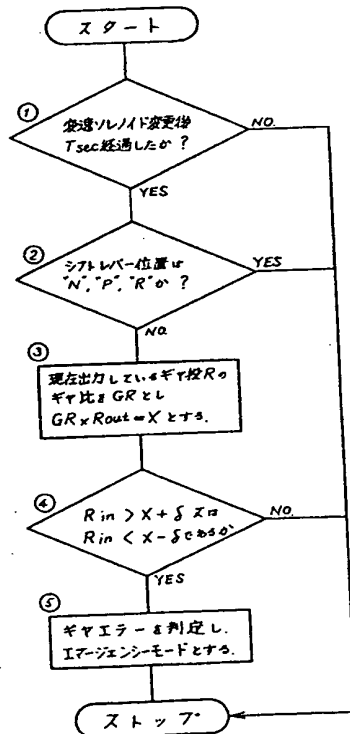 スタート
①
変速ソレノイド変更後
Tsec経過したか?
NO.
YES
②
シフトレバー位置は
"N","P","R"か?
YES
NO.
③
現在出力しているギヤ段Rの
ギヤ比をGRとし
GR×Rout=Xとする.
④
Rin>X+δ又は
Rin<X-δであるか
NO.
YES
⑤
ギヤエラーを判定し.
エマージェンシーモードとする.
ストップ